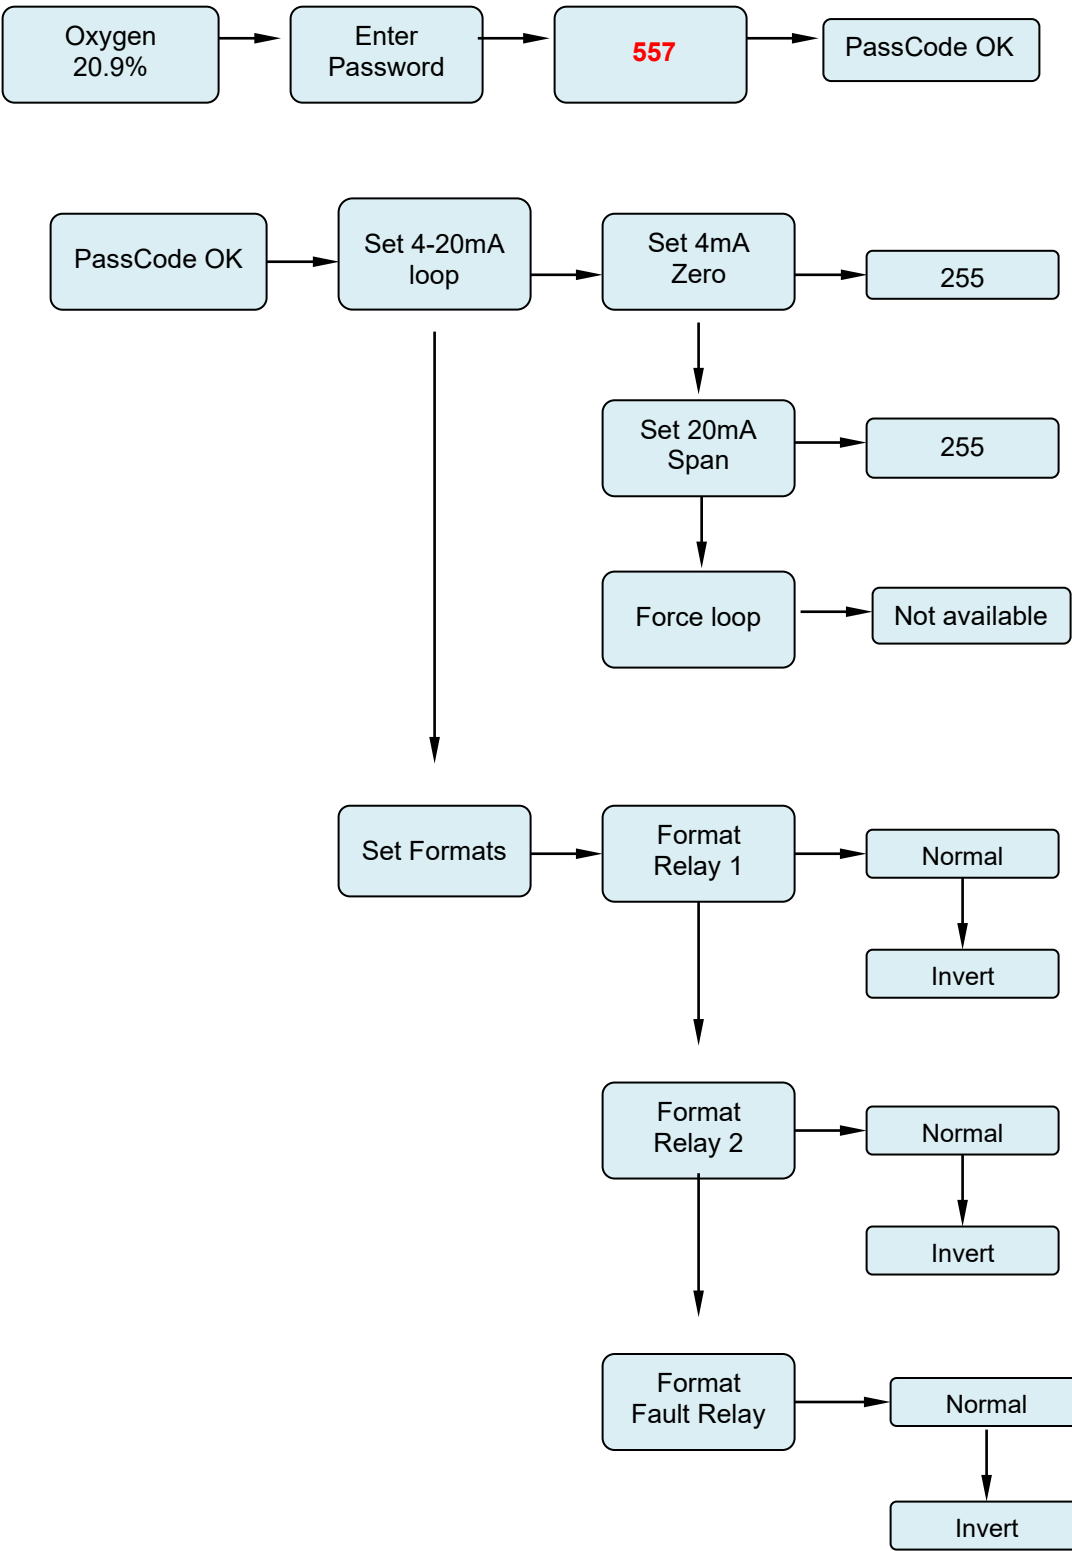 Oxygen
20.9%
Enter
Password
557
PassCode OK
PassCode OK
Set 4-20mA
loop
Set 4mA
Zero
255
Set 20mA
Span
255
Force loop
Not available
Set Formats
Format
Relay 1
Normal
Invert
Format
Relay 2
Normal
Invert
Format
Fault Relay
Normal
Invert